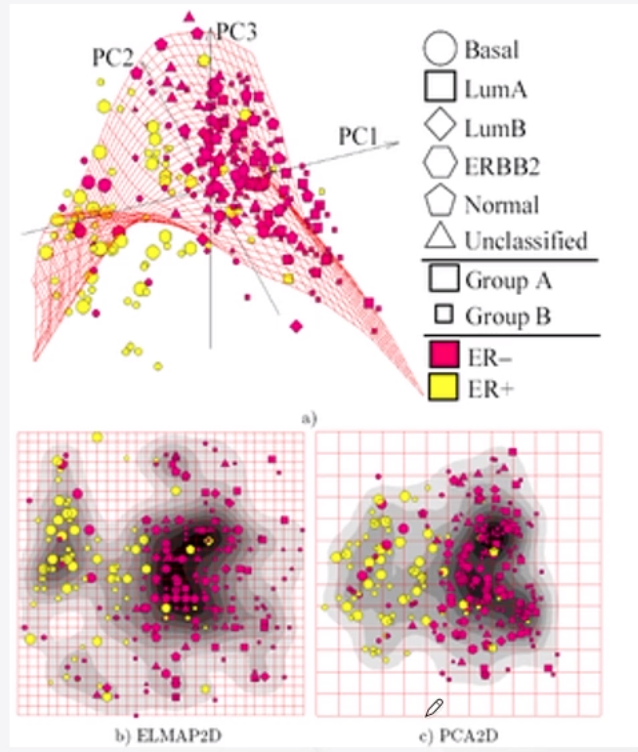 PC3
PC2
PC1
Basal
LumA
LumB
ERBB2
Normal
Unclassified
Group A
Group B
ER−
ER+
a)
b) ELMAP2D
c) PCA2D